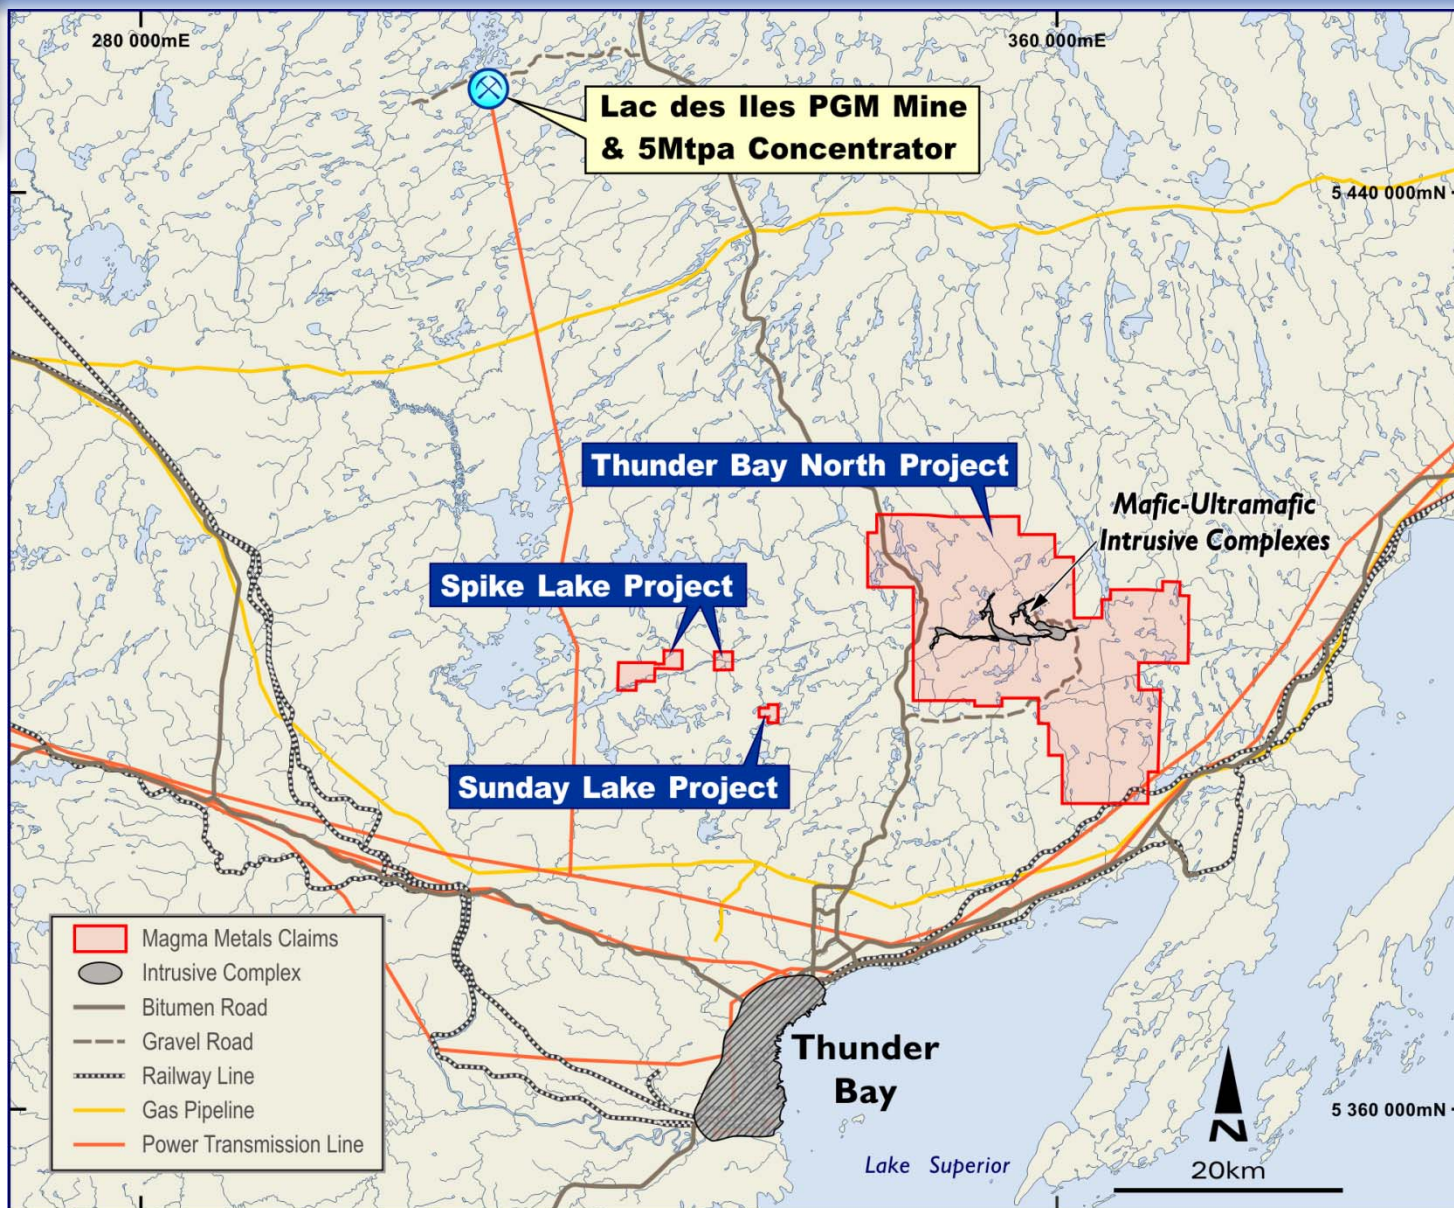 280 000mE
360 000mE
Lac des Iles PGM Mine
& 5Mtpa Concentrator
5 440 000mN
Thunder Bay North Project
Mafic-Ultramafic
Intrusive Complexes
Spike Lake Project
Sunday Lake Project
Magma Metals Claims
Intrusive Complex
Bitumen Road
Gravel Road
Railway Line
Gas Pipeline
Power Transmission Line
Thunder
Bay
5 360 000mN
Lake Superior
N
20km